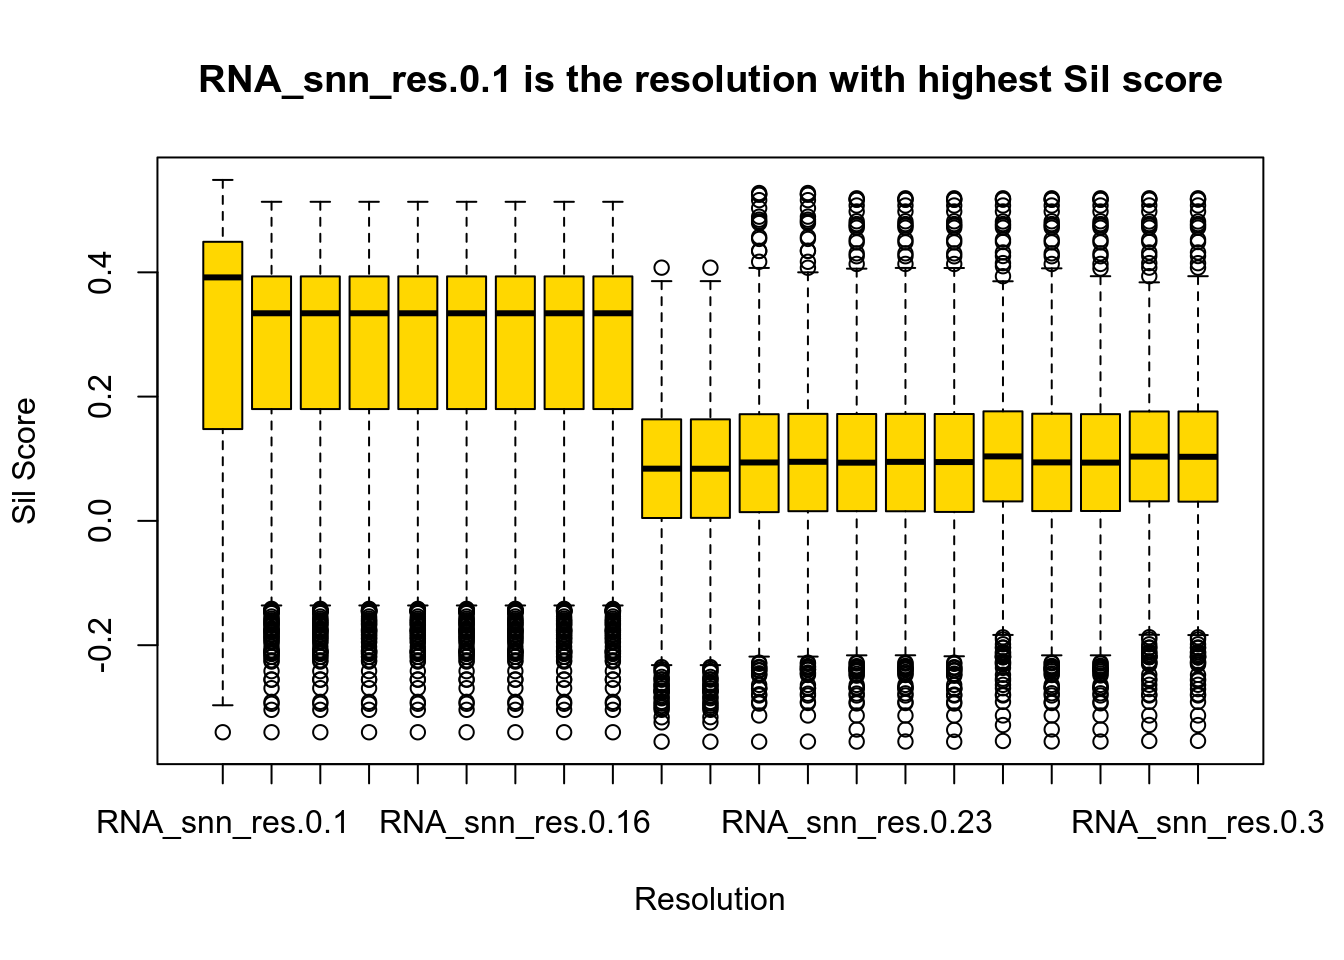 RNA_snn_res.0.1 is the resolution with highest Sil score
Sil Score
0.4
0.2
0.0
-0.2
RNA_snn_res.0.1 RNA_snn_res.0.16 RNA_snn_res.0.23 RNA_snn_res.0.3
Resolution